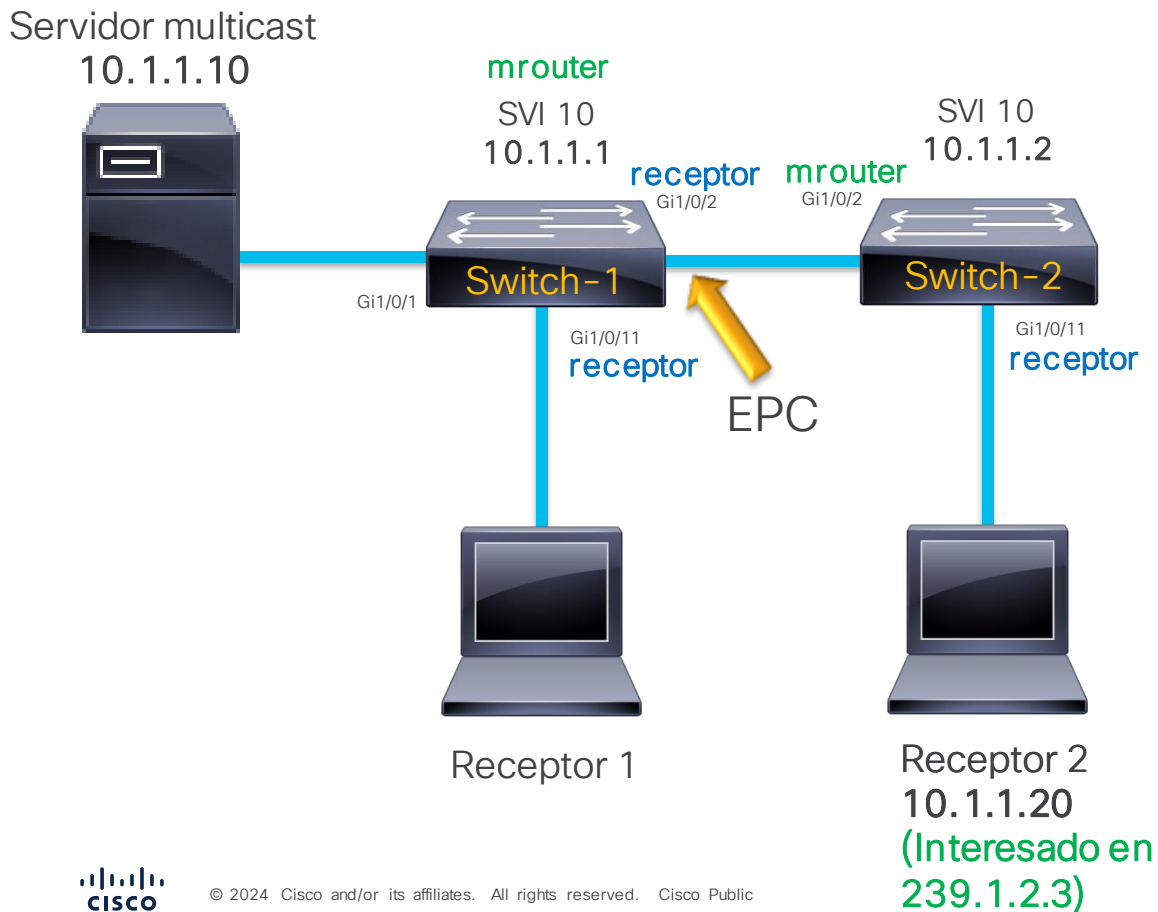 Servidor multicast
10.1.1.10
mrouter
SVI 10
10.1.1.1
SVI 10
10.1.1.2
receptor
Gi1/0/2
mrouter
Gi1/0/2
Switch-1
Switch-2
Gi1/0/1
Gi1/0/11
receptor
Gi1/0/11
receptor
EPC
Receptor 1
Receptor 2
10.1.1.20
(Interesado en
239.1.2.3)
CISCO
© 2024 Cisco and/or its affiliates. All rights reserved. Cisco Public